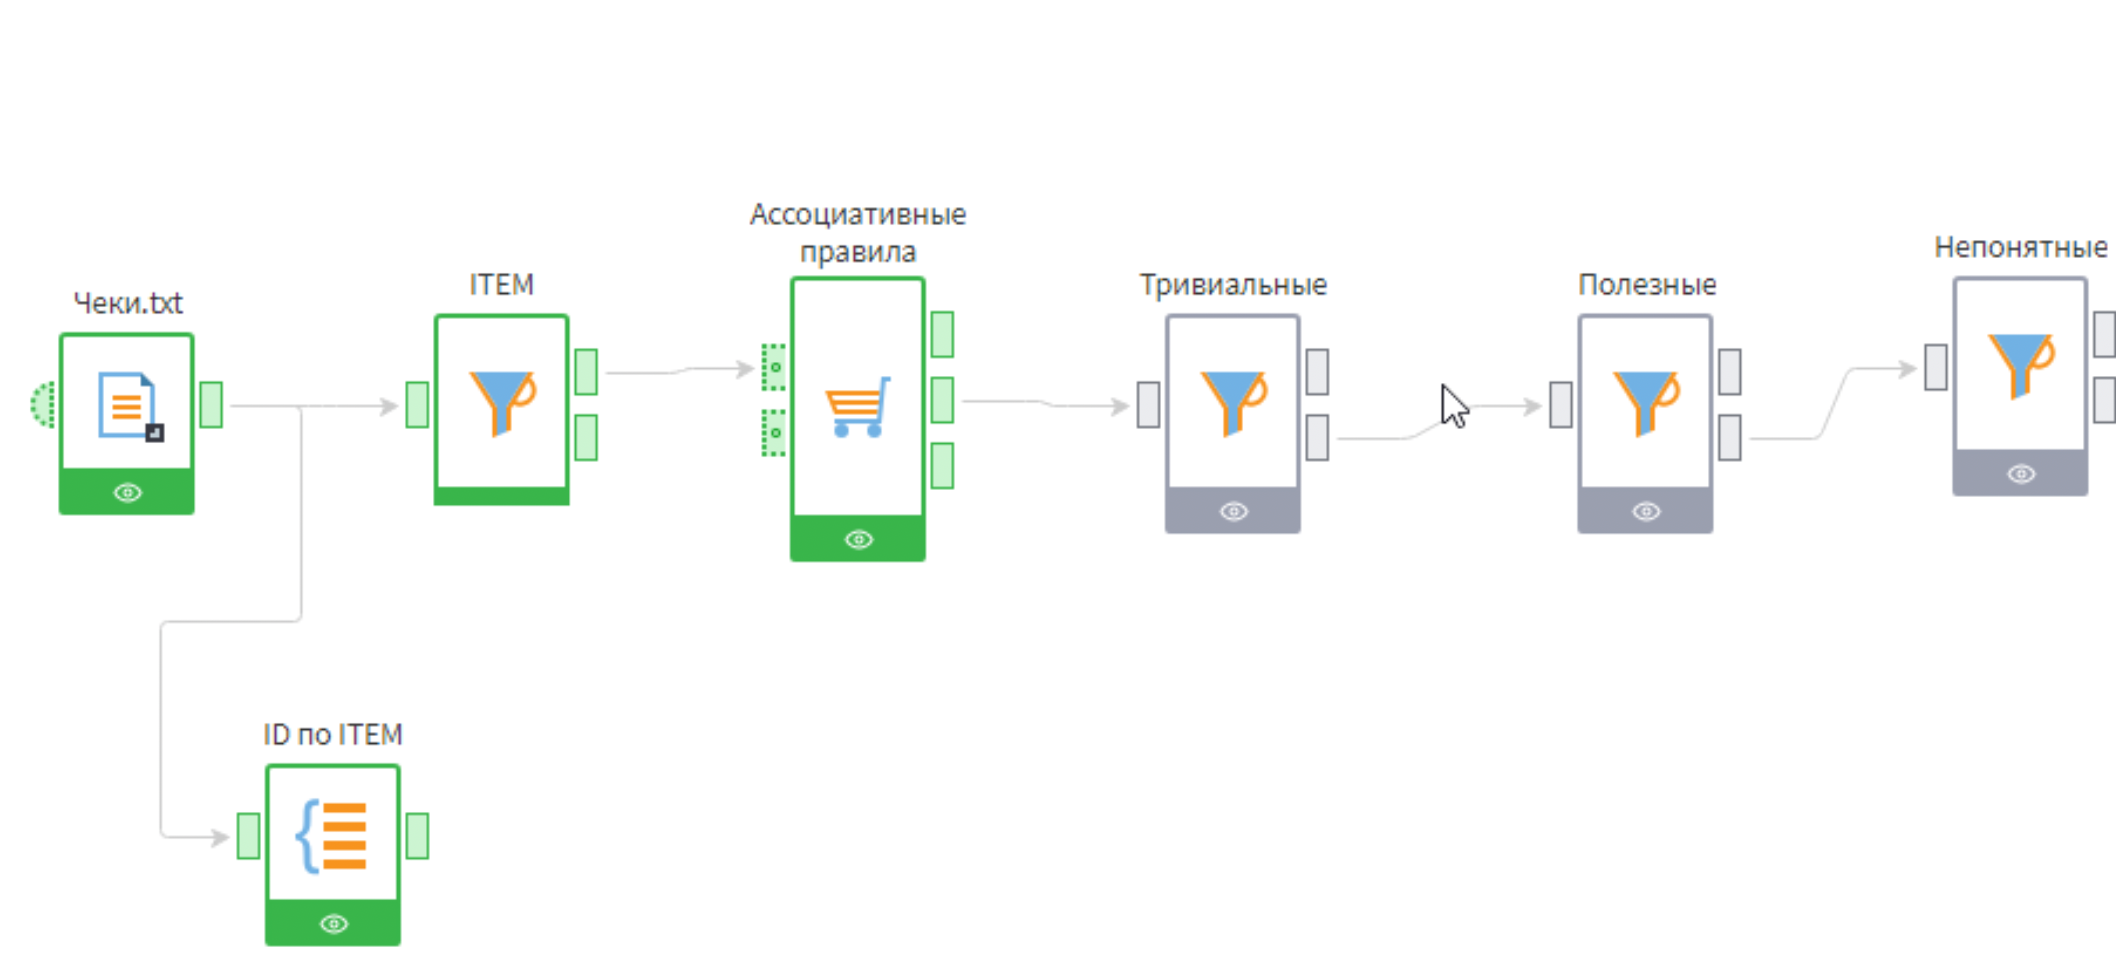 Чеки.txt
ITEM
Ассоциативные
правила
Тривиальные
Полезные
Непонятные
ID по ITEM